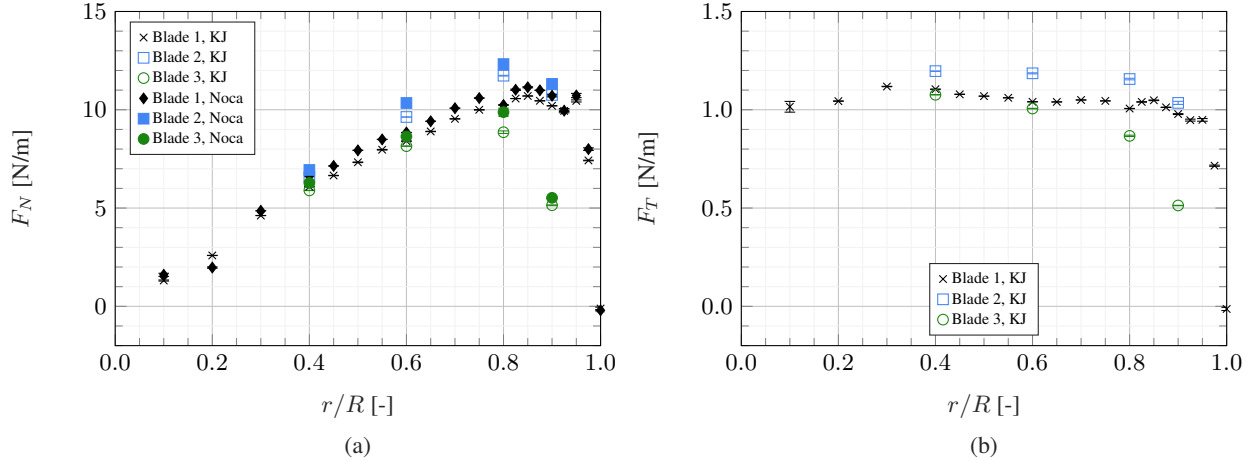 15
10
5
0
0.0 0.2 0.4 0.6 0.8 1.0
F_N [N/m]
r/R [-]
Blade 1, KJ
Blade 2, KJ
Blade 3, KJ
Blade 1, Noca
Blade 2, Noca
Blade 3, Noca
(a)
1.5
1.0
0.5
0.0
0.0 0.2 0.4 0.6 0.8 1.0
F_T [N/m]
r/R [-]
Blade 1, KJ
Blade 2, KJ
Blade 3, KJ
(b)